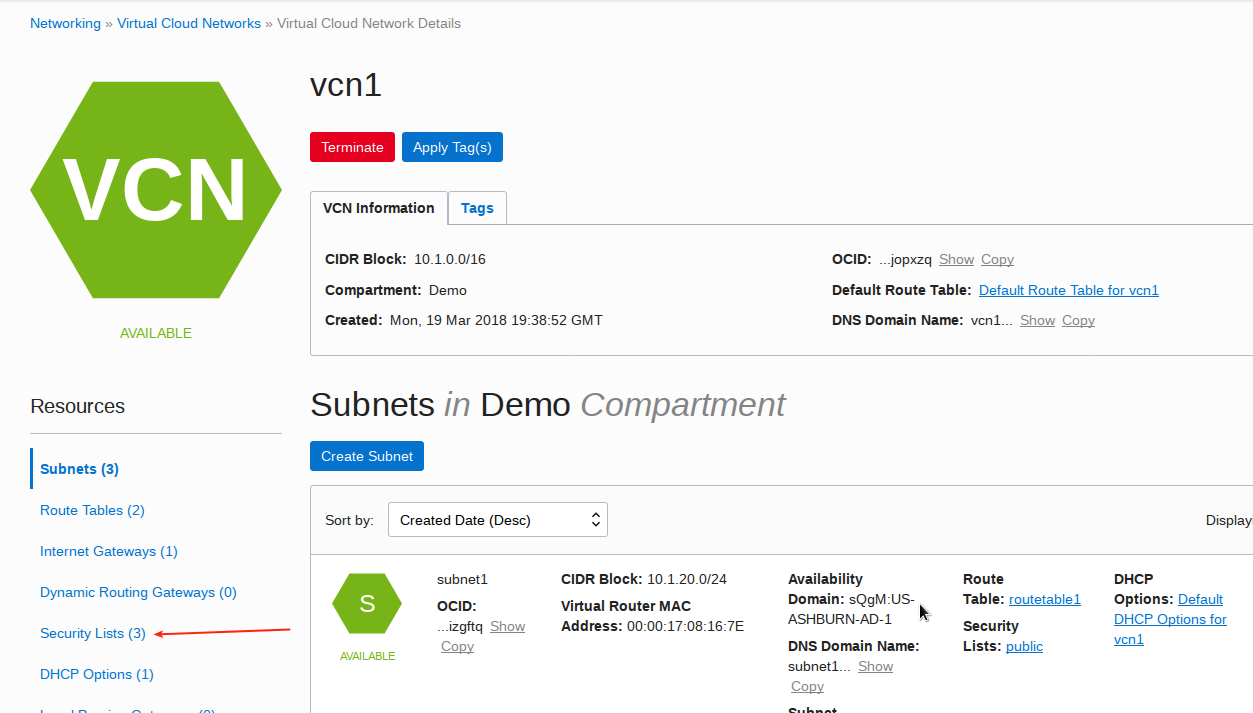 Networking » Virtual Cloud Networks » Virtual Cloud Network Details
VCN
AVAILABLE
vcn1
Terminate Apply Tag(s)
VCN Information Tags
CIDR Block: 10.1.0.0/16
Compartment: Demo
Created: Mon, 19 Mar 2018 19:38:52 GMT
OCID: ...jopxzq Show Copy
Default Route Table: Default Route Table for vcn1
DNS Domain Name: vcn1... Show Copy
Resources
Subnets (3)
Route Tables (2)
Internet Gateways (1)
Dynamic Routing Gateways (0)
Security Lists (3)
DHCP Options (1)
Subnets in Demo Compartment
Create Subnet
Sort by: Created Date (Desc)
S
AVAILABLE
subnet1
OCID:
...izgftq Show
Copy
CIDR Block: 10.1.20.0/24
Virtual Router MAC
Address: 00:00:17:08:16:7E
Availability
Domain: sQgM:US-
ASHBURN-AD-1
DNS Domain Name:
subnet1... Show
Copy
Subnet
Route
Table: routetable1
Security
Lists: public
DHCP
Options: Default
DHCP Options for
vcn1